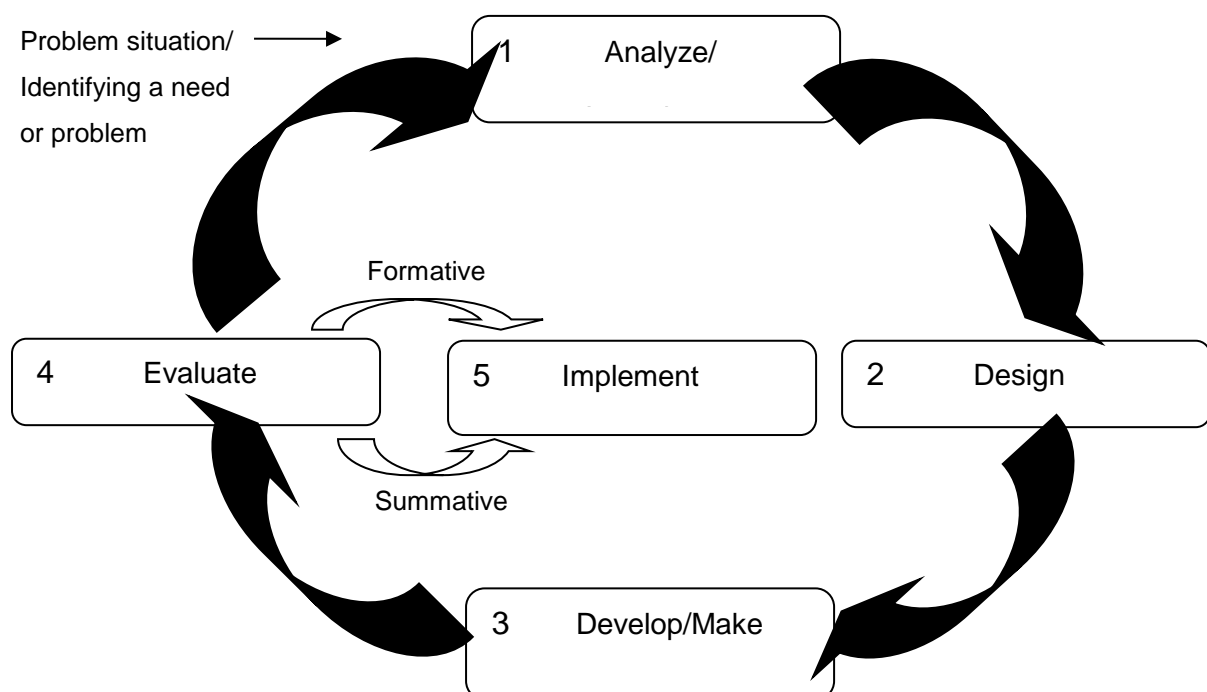 Problem situation/
Identifying a need
or problem
1 Analyze/
Formative
4 Evaluate
5 Implement
2 Design
Summative
3 Develop/Make